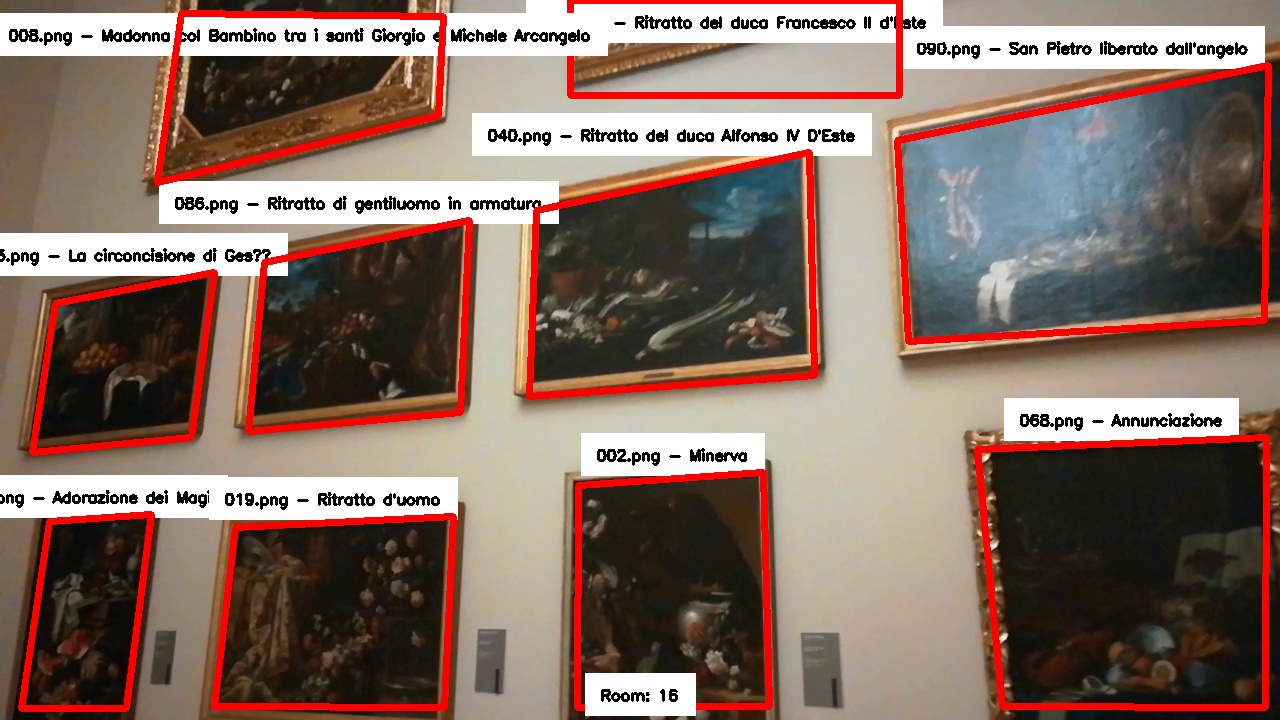 – Ritratto del duca Francesco II d'Este
008.png – Madonna col Bambino tra i santi Giorgio e Michele Arcangelo
090.png – San Pietro liberato dall'angelo
040.png – Ritratto del duca Alfonso IV D'Este
086.png – Ritratto di gentiluomo in armatura
.png – La circoncisione di Ges??
068.png – Annunciazione
002.png – Minerva
png – Adorazione dei Magi
019.png – Ritratto d'uomo
Room: 16